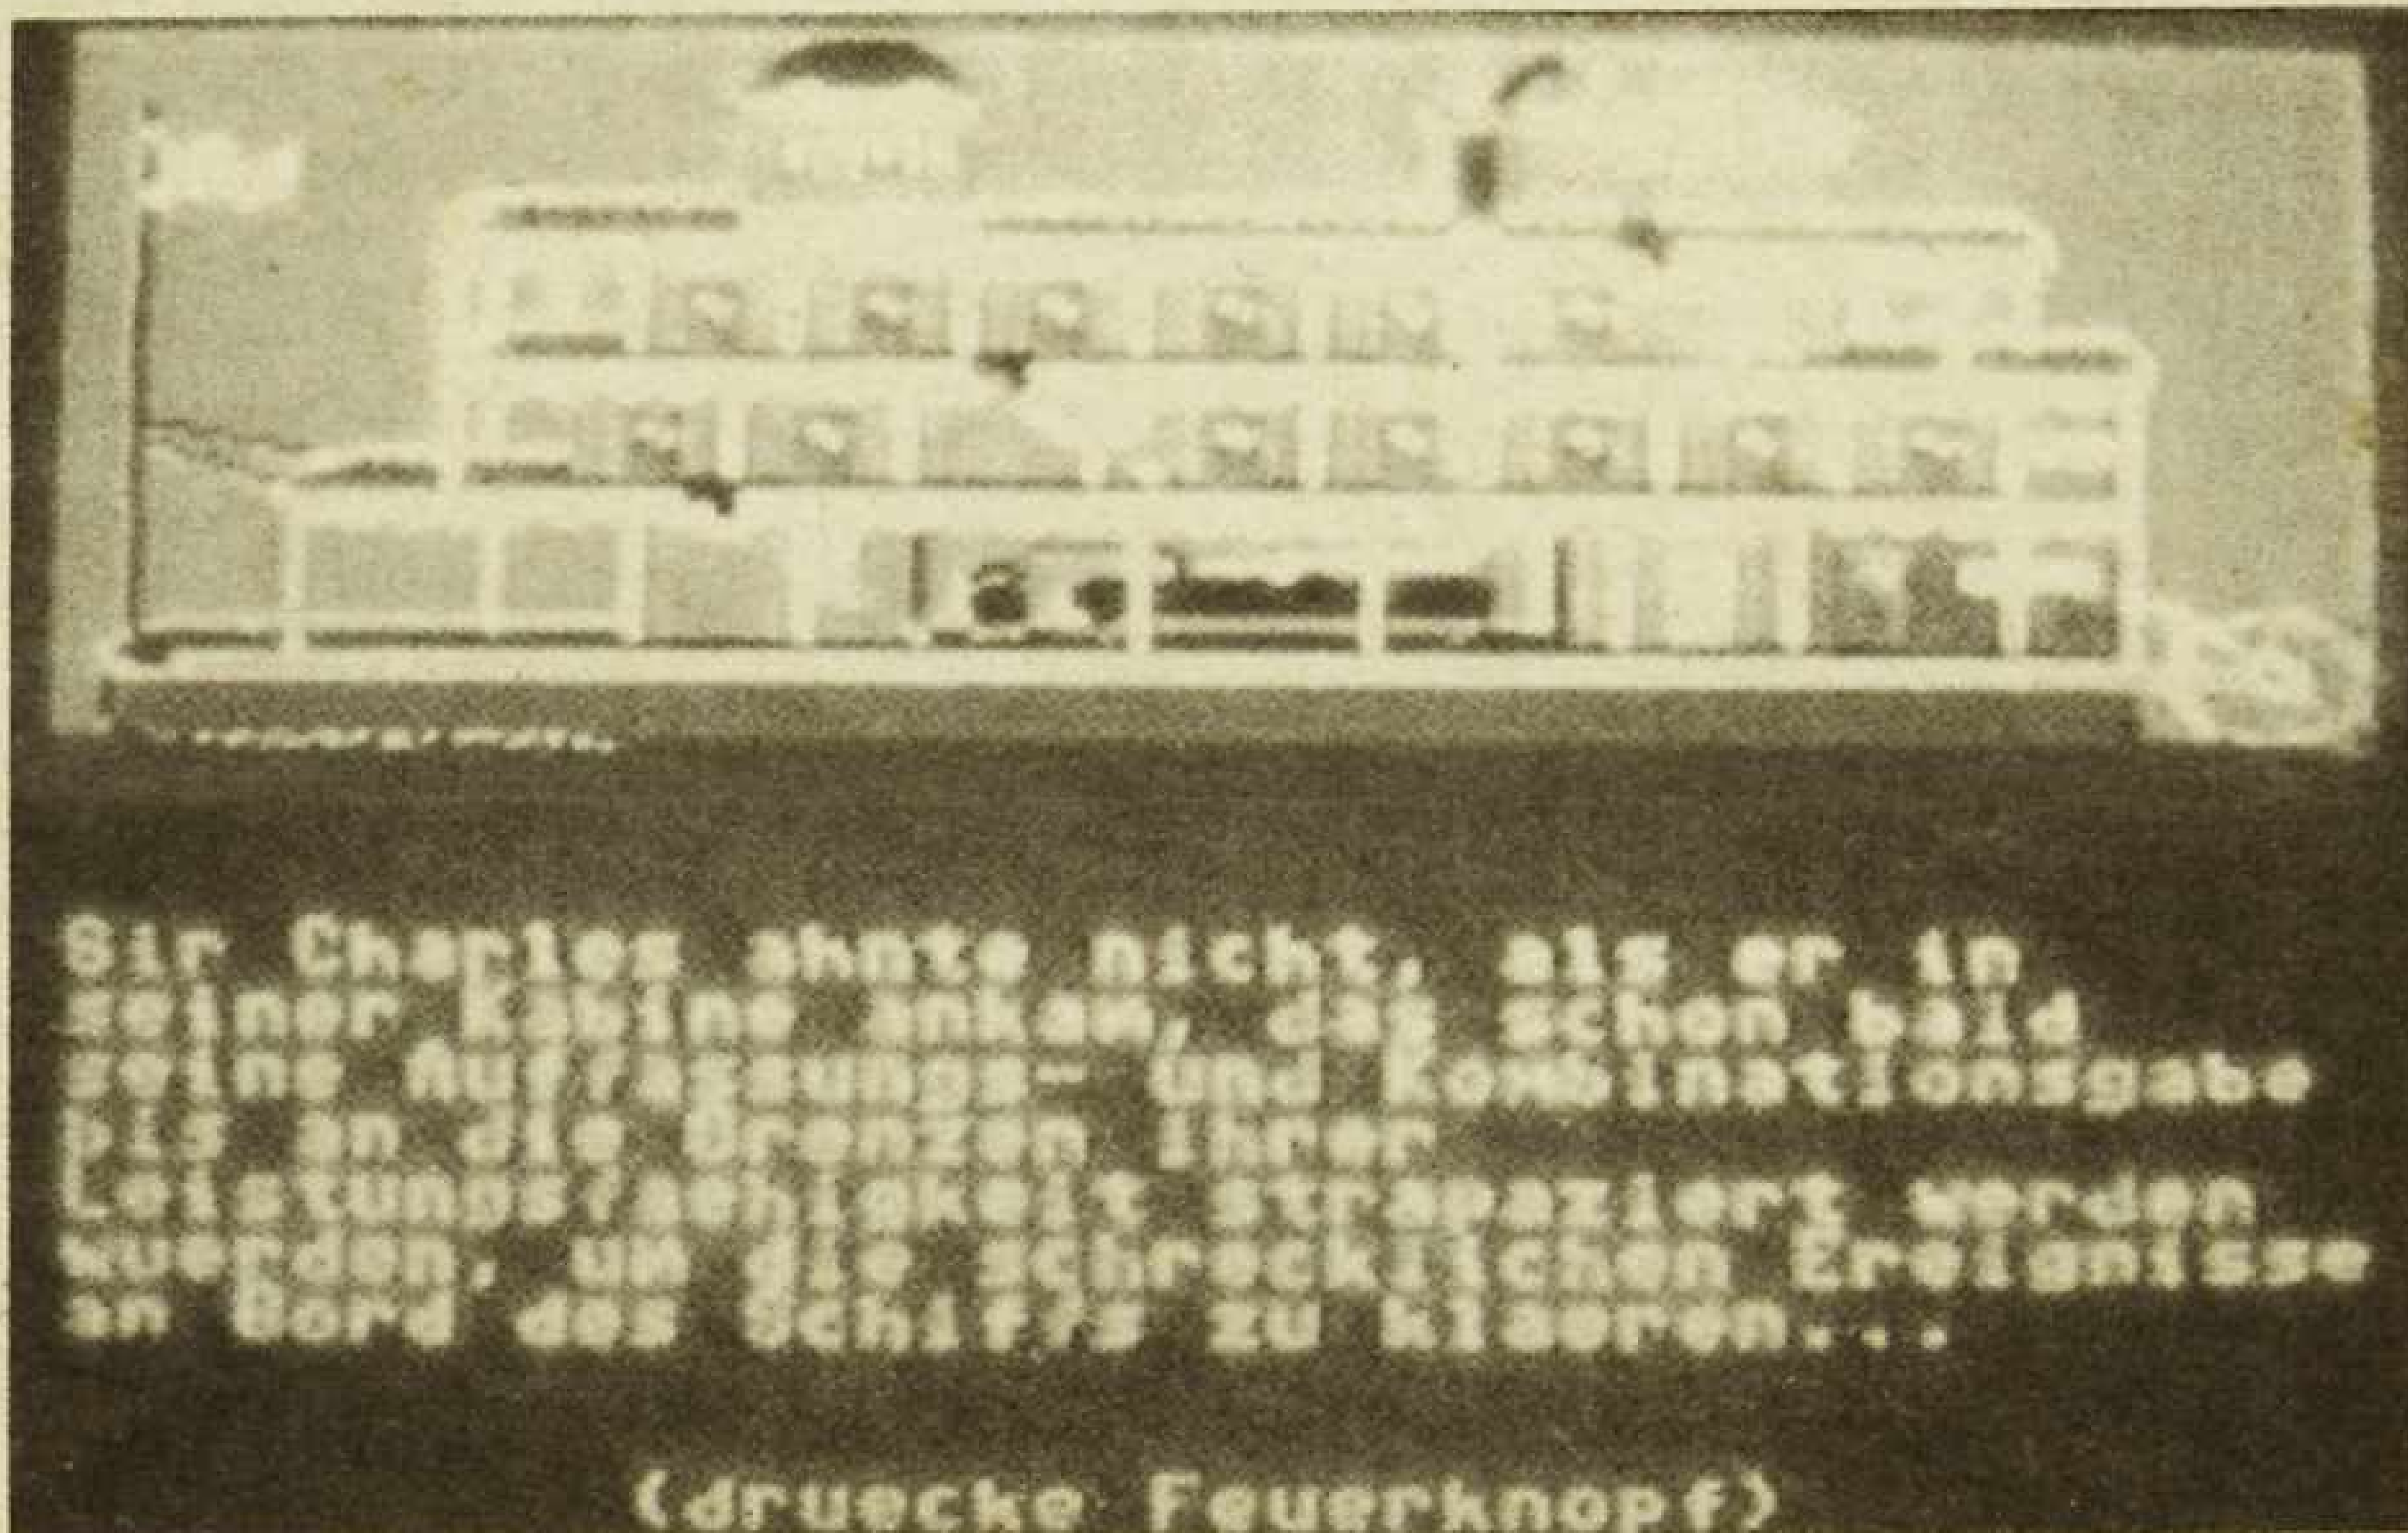 Sir Charles ahnte nicht, als er in
seiner Kabine ankam, daß schon bald
seine Auffassungs- und Kombinationsgabe
bis an die Grenzen ihrer
Leistungsfaehigkeit strapaziert werden
wuerden, um die schrecklichen Ereignisse
an Bord des Schiffs zu klaeren...
(druecke Feuerknopf)